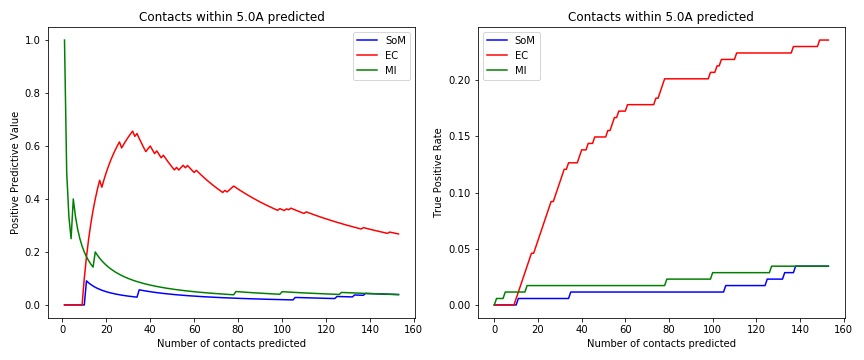 Contacts within 5.0A predicted
Positive Predictive Value
1.0
0.8
0.6
0.4
0.2
0.0
SoM
EC
MI
0 20 40 60 80 100 120 140 160
Number of contacts predicted
Contacts within 5.0A predicted
True Positive Rate
0.20
0.15
0.10
0.05
0.00
SoM
EC
MI
0 20 40 60 80 100 120 140 160
Number of contacts predicted